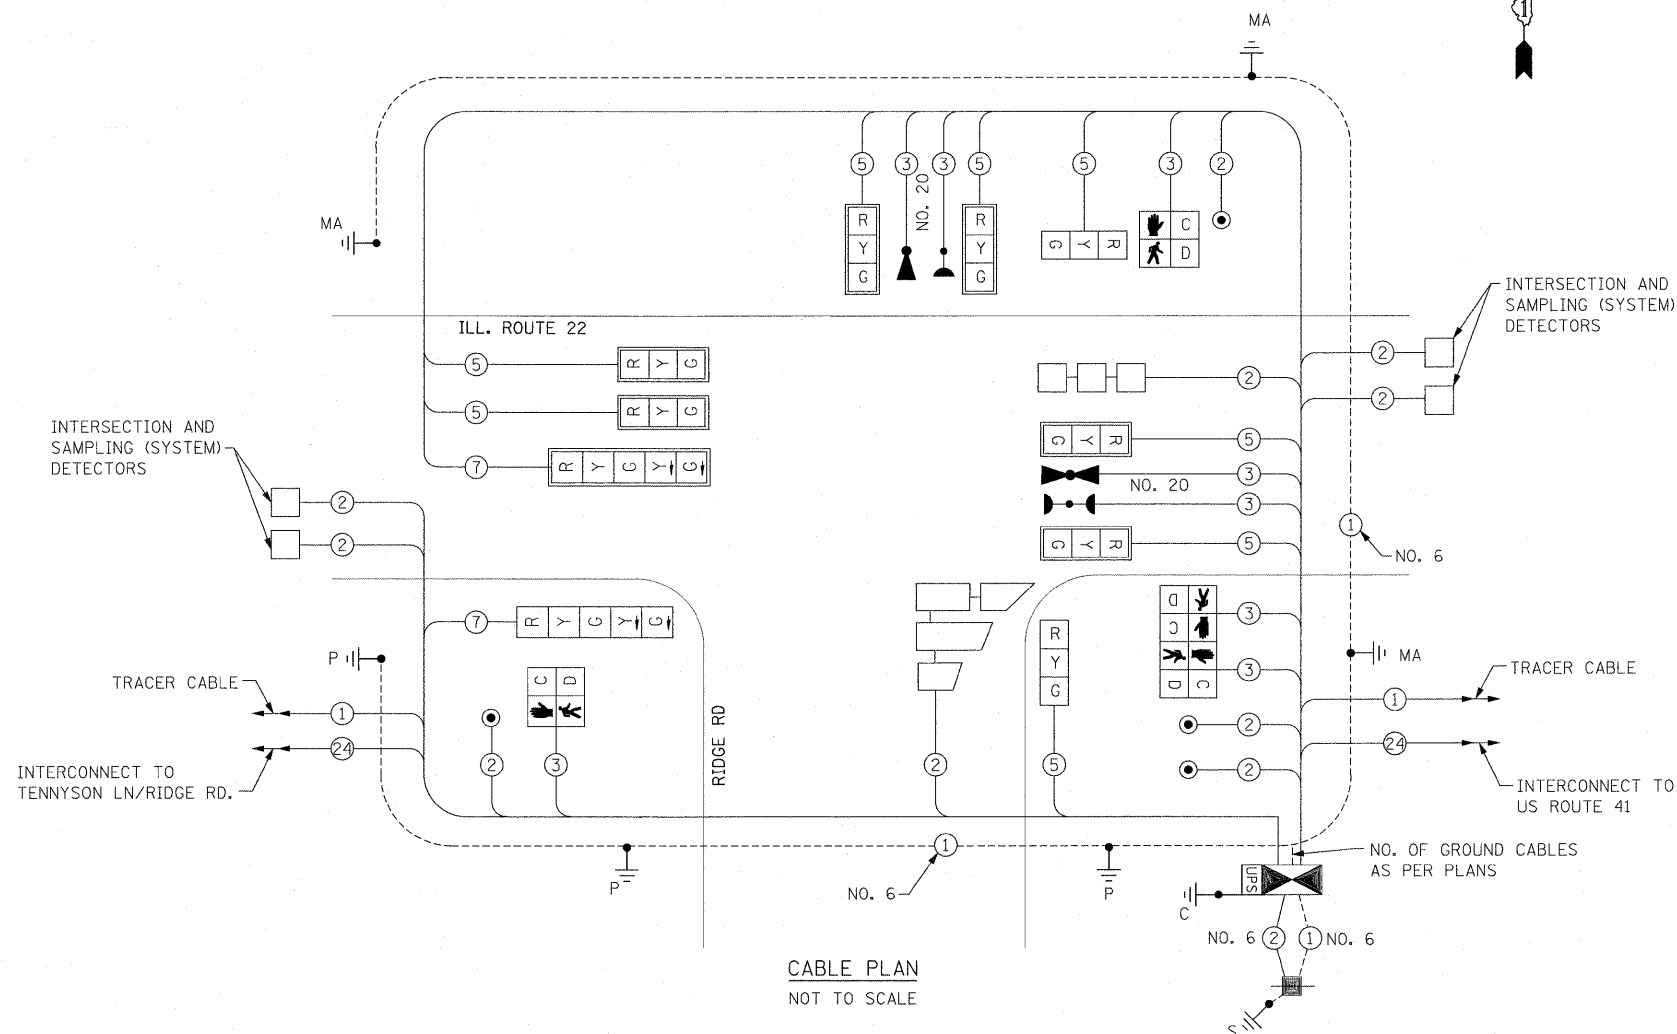 1
MA
MA
5
3
3
5
5
3
2
NO. 20
R
Y
G
R
Y
G
G Y R
C
D
ILL. ROUTE 22
5
R Y G
5
R Y G
7
R Y G Y G
INTERSECTION AND
SAMPLING (SYSTEM)
DETECTORS
2
2
INTERSECTION AND
SAMPLING (SYSTEM)
DETECTORS
2
2
2
5
G Y R
3
NO. 20
3
5
G Y R
1
NO. 6
7
R Y G Y G
P
C D
2
3
RIDGE RD
2
R
Y
G
5
D
C
3
3
D C
2
2
MA
TRACER CABLE
1
24
INTERCONNECT TO
TENNYSON LN/RIDGE RD.
TRACER CABLE
1
24
INTERCONNECT TO
US ROUTE 41
P
1
NO. 6
P
NO. OF GROUND CABLES
AS PER PLANS
UPS
C
NO. 6 2 1 NO. 6
S
CABLE PLAN
NOT TO SCALE